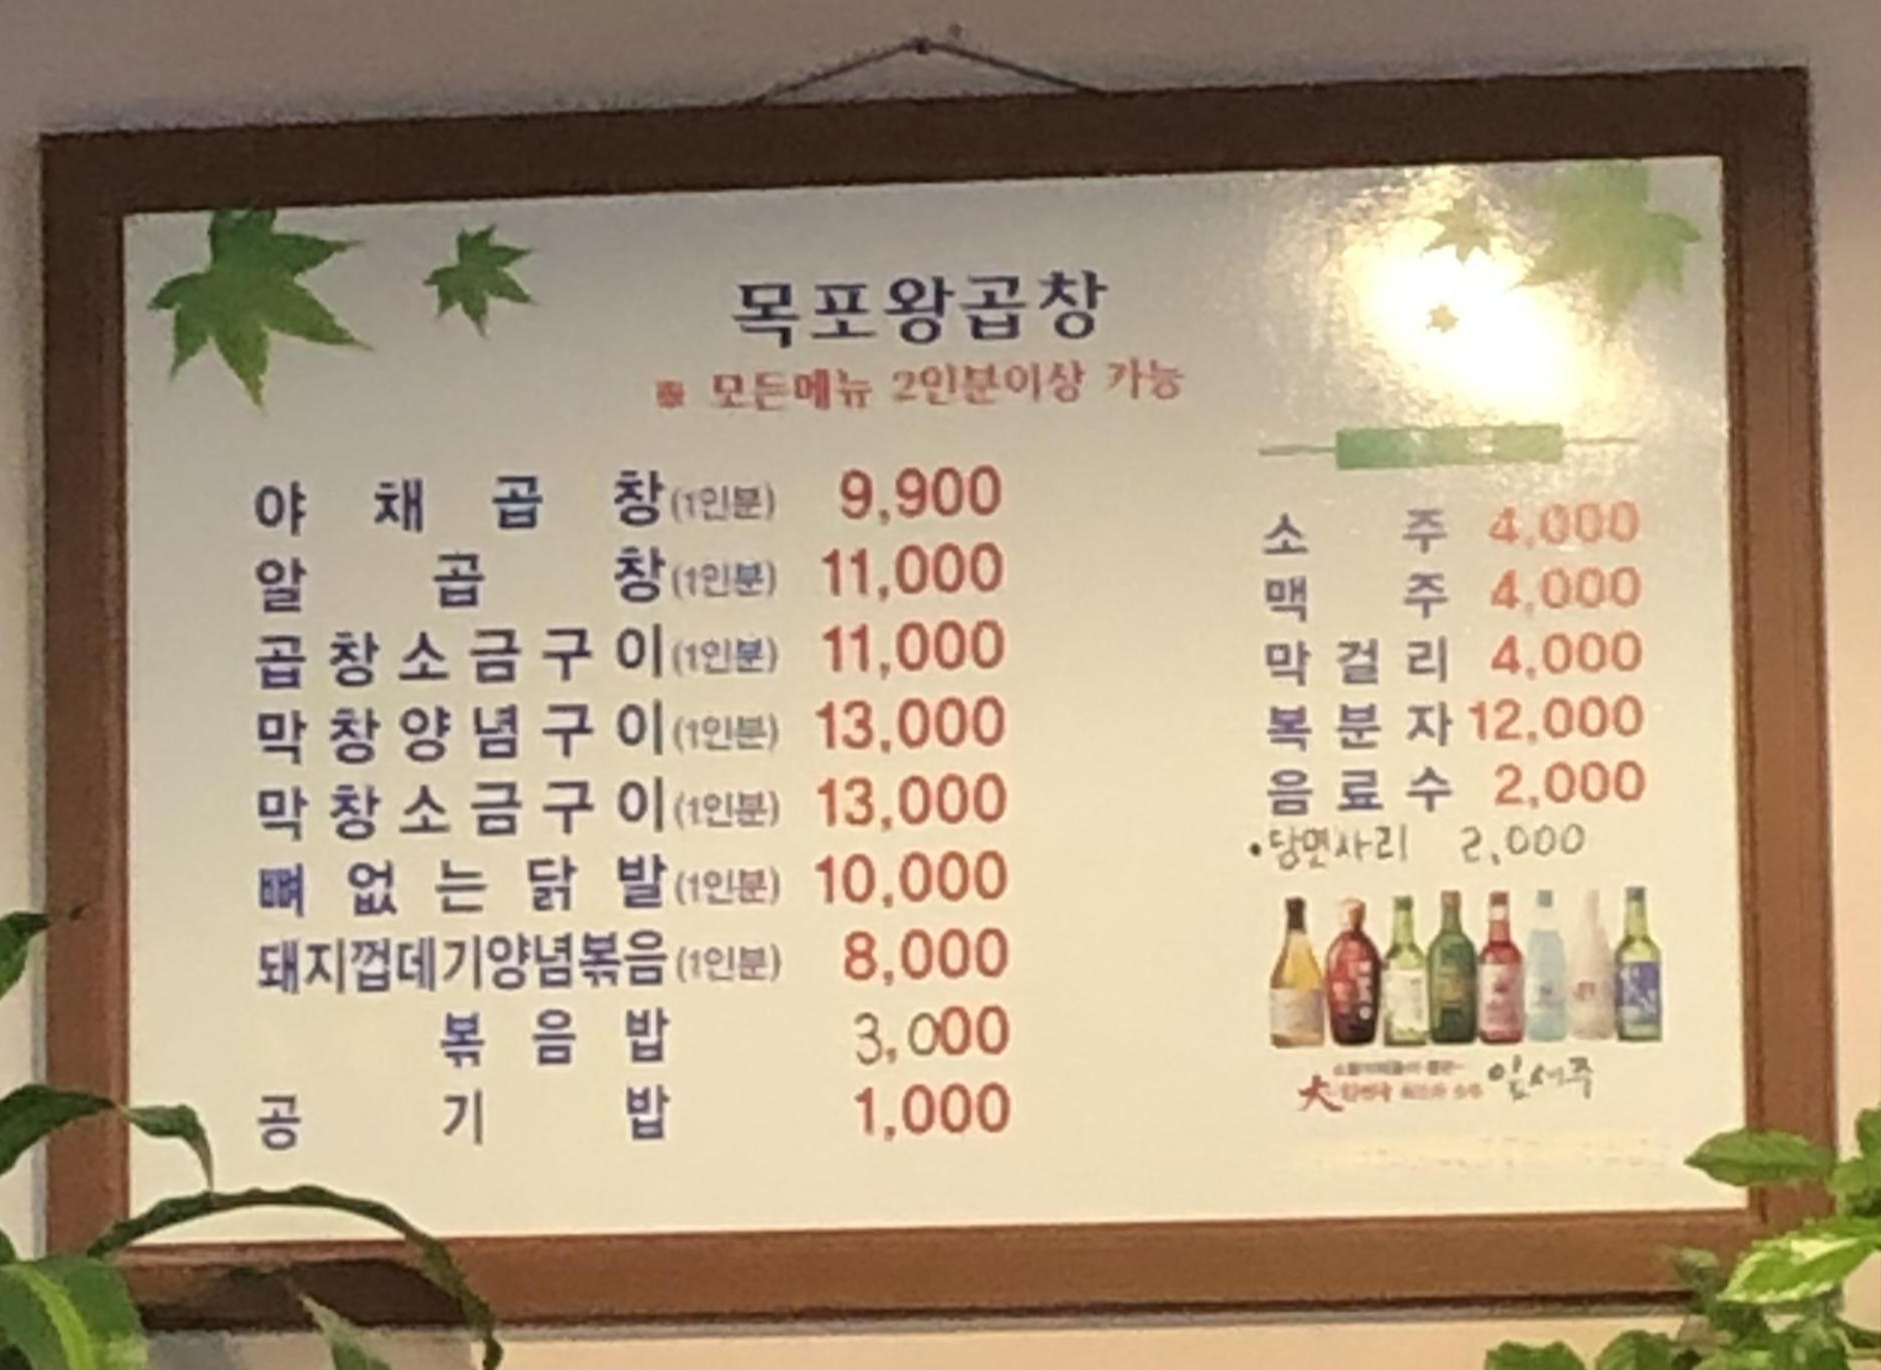 목포왕곱창
※ 모든메뉴 2인분이상 가능
야채곱창(1인분) 9,900
알곱창(1인분) 11,000
곱창소금구이(1인분) 11,000
막창양념구이(1인분) 13,000
막창소금구이(1인분) 13,000
뼈없는닭발(1인분) 10,000
돼지껍데기양념볶음(1인분) 8,000
볶음밥 3,000
공기밥 1,000
소주 4,000
맥주 4,000
막걸리 4,000
복분자 12,000
음료수 2,000
•당면사리 2,000
大
잎새주